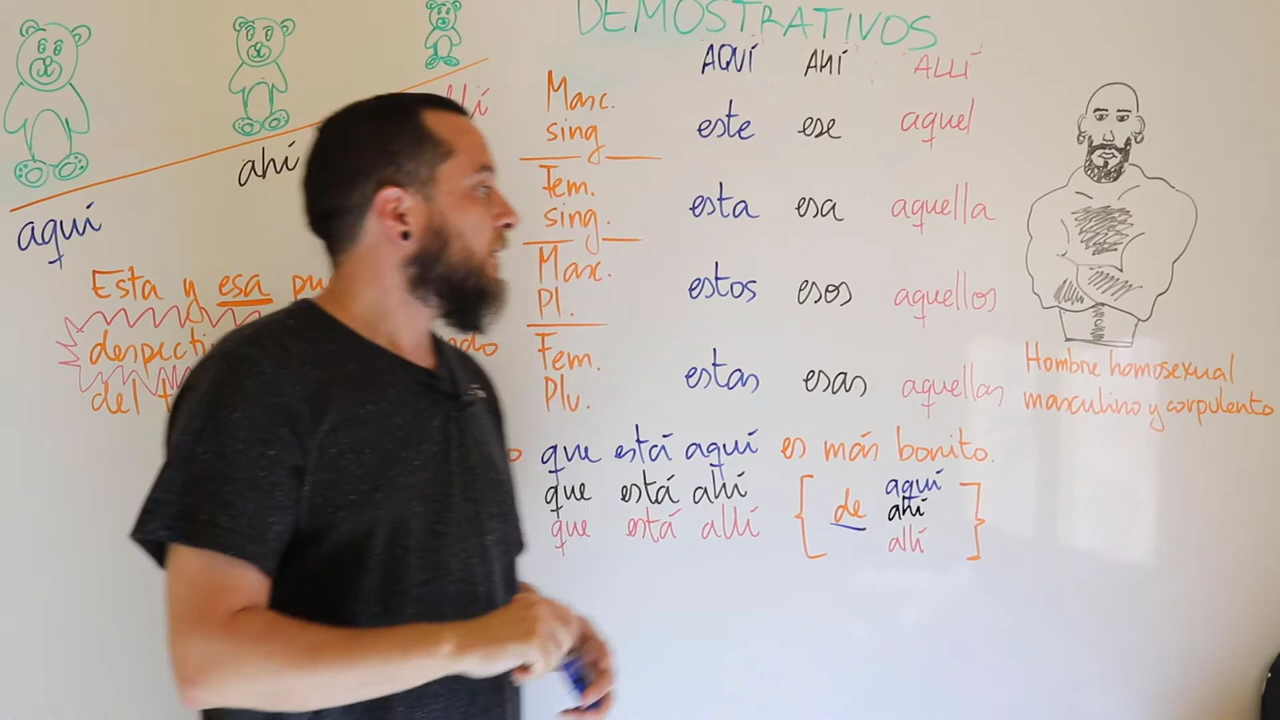 DEMOSTRATIVOS
AQUÍ AHÍ ALLÍ
Masc.
sing
este ese aquel
Fem.
sing.
esta esa aquella
Masc.
Pl.
estos esos aquellos
Fem.
Plu.
estas esas aquellas
aquí
ahí
Esta y esa
Hombre homosexual
masculino y corpulento
que está aquí es más bonito.
que está ahí
que está allí
de aquí
ahí
allí